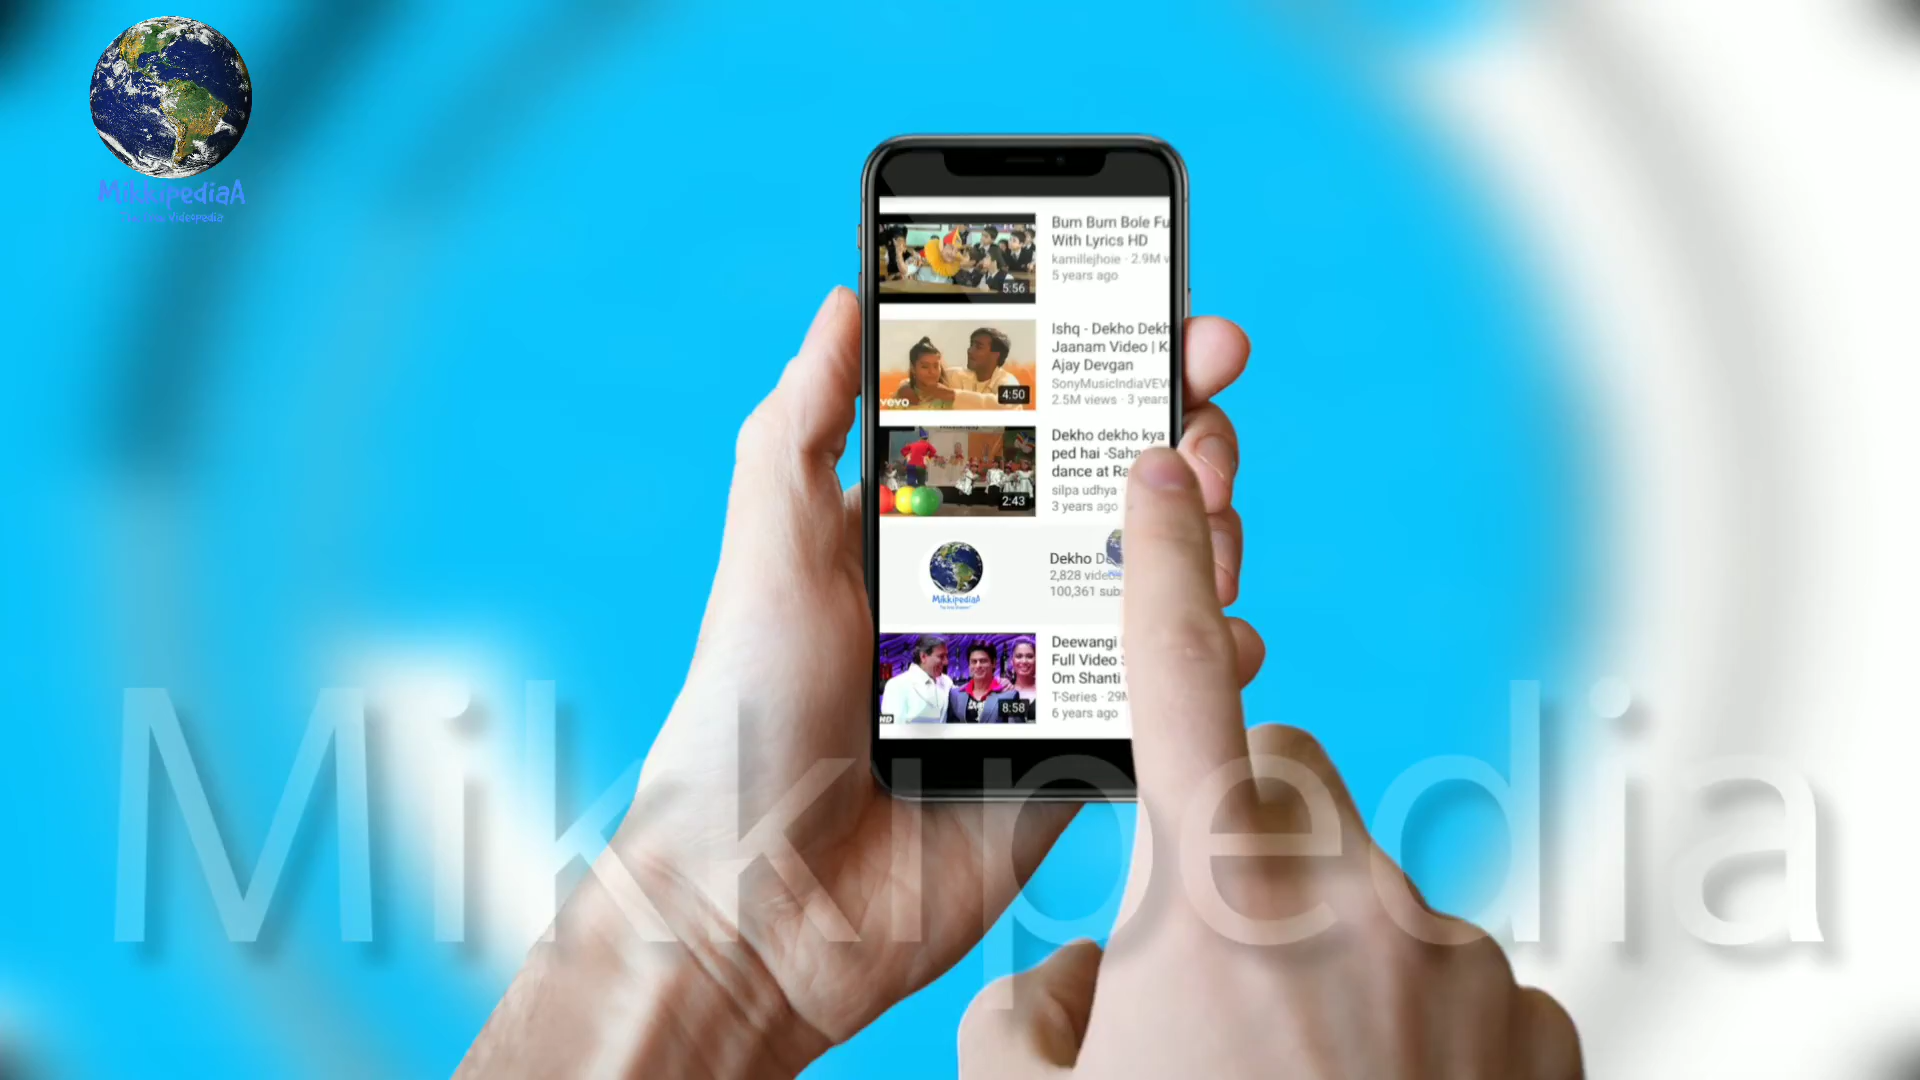 MikkipediaA
Videopedia
Bum Bum Bole Fu
With Lyrics HD
kamillejhoie · 2.9M v
5 years ago
5:56
Ishq - Dekho Dekh
Jaanam Video | K
Ajay Devgan
SonyMusicIndiaVEV
2.5M views · 3 years
vevo
4:50
Dekho dekho kya
ped hai -Saha
dance at Ra
silpa udhya
3 years ago
2:43
Dekho D
2,828 videos
100,361 sub
MikkipediaA
Deewangi
Full Video
Om Shanti
T-Series · 29M
6 years ago
HD
8:58
Mikkipedia